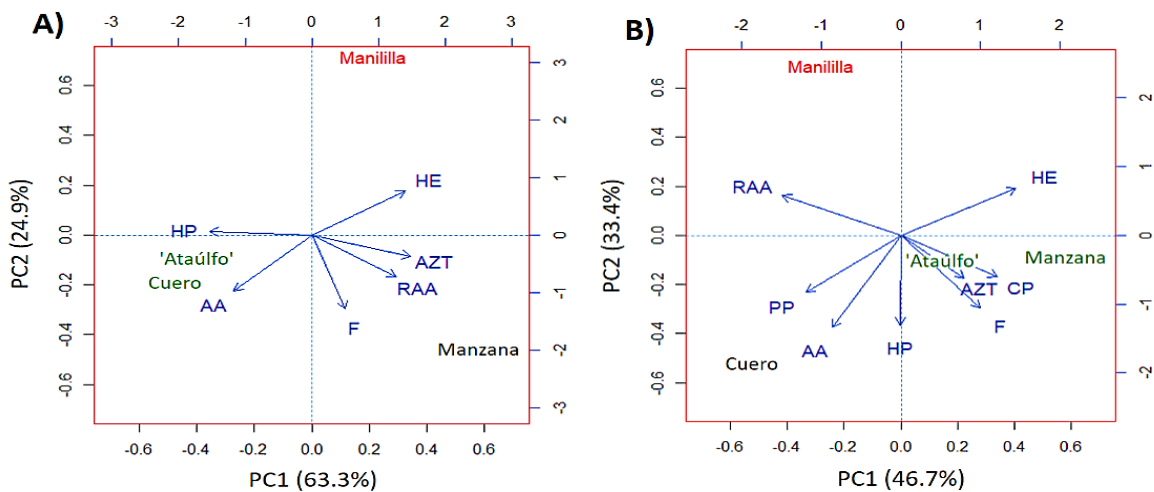 A)
-3 -2 0 1 2 3
Manililla
0.6
0.4
0.2
0.0
-0.2
-0.4
-0.6
PC2 (24.9%)
3
2
1
0
-1
-2
-3
HE
HP
'Ataúlfo'
Cuero
AA
AZT
RAA
F
Manzana
-0.6 -0.4 -0.2 0.0 0.2 0.4 0.6
PC1 (63.3%)
B)
-2 -1 0 1 2
Manililla
0.6
0.4
0.2
0.0
-0.2
-0.4
-0.6
PC2 (33.4%)
2
1
0
-1
-2
RAA
HE
'Ataúlfo'
Manzana
AZT
CP
PP
F
AA
HP
Cuero
-0.6 -0.4 -0.2 0.0 0.2 0.4 0.6
PC1 (46.7%)